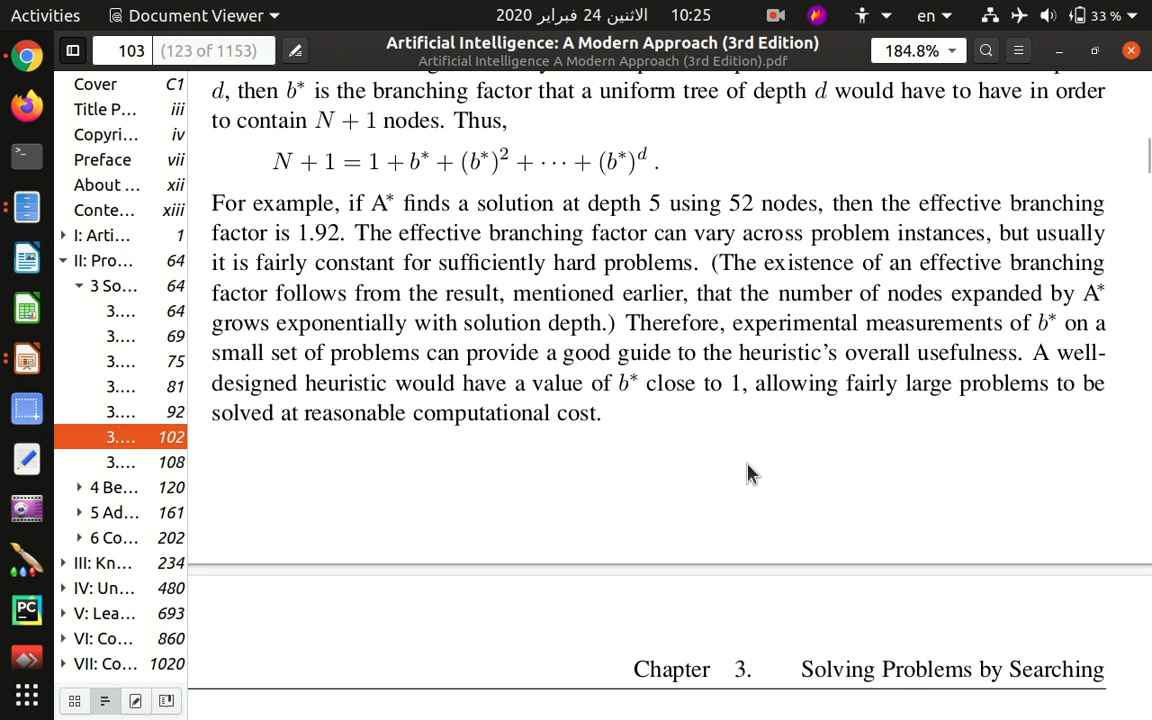 Activities Document Viewer 2020 الاثنين 24 فبراير 10:25 en 33 %
103 (123 of 1153) Artificial Intelligence: A Modern Approach (3rd Edition) 184.8%
Artificial Intelligence A Modern Approach (3rd Edition).pdf
Cover C1
Title P... iii
Copyri... iv
Preface vii
About ... xii
Conte... xiii
I: Arti... 1
II: Pro... 64
3 So... 64
3.... 64
3.... 69
3.... 75
3.... 81
3.... 92
3.... 102
3.... 108
4 Be... 120
5 Ad... 161
6 Co... 202
III: Kn... 234
IV: Un... 480
V: Lea... 693
VI: Co... 860
VII: Co... 1020
d, then b* is the branching factor that a uniform tree of depth d would have to have in order
to contain N + 1 nodes. Thus,
N + 1 = 1 + b* + (b*)² + ··· + (b*)ᵈ .
For example, if A* finds a solution at depth 5 using 52 nodes, then the effective branching
factor is 1.92. The effective branching factor can vary across problem instances, but usually
it is fairly constant for sufficiently hard problems. (The existence of an effective branching
factor follows from the result, mentioned earlier, that the number of nodes expanded by A*
grows exponentially with solution depth.) Therefore, experimental measurements of b* on a
small set of problems can provide a good guide to the heuristic's overall usefulness. A well-
designed heuristic would have a value of b* close to 1, allowing fairly large problems to be
solved at reasonable computational cost.
Chapter 3. Solving Problems by Searching
PC